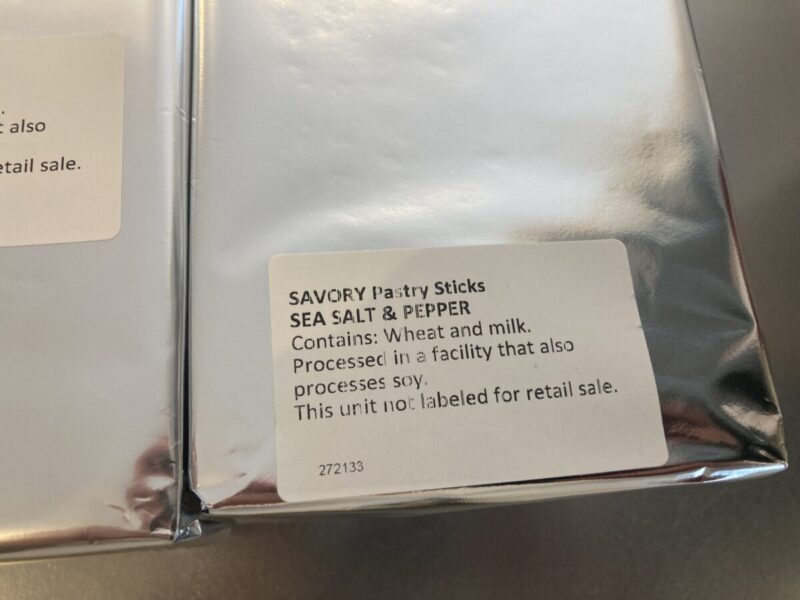 .
t also
etail sale.
SAVORY Pastry Sticks
SEA SALT & PEPPER
Contains: Wheat and milk.
Processed in a facility that also
processes soy.
This unit not labeled for retail sale.
272133